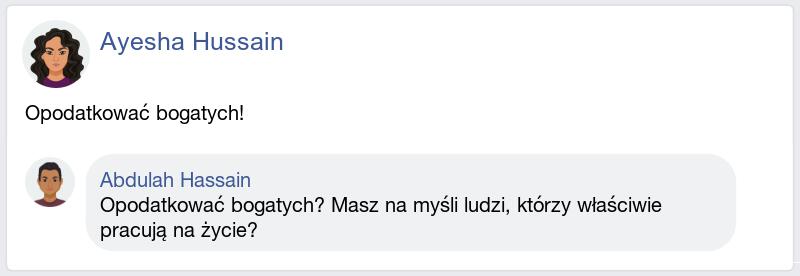 Ayesha Hussain
Opodatkować bogatych!
Abdulah Hassain
Opodatkować bogatych? Masz na myśli ludzi, którzy właściwie
pracują na życie?